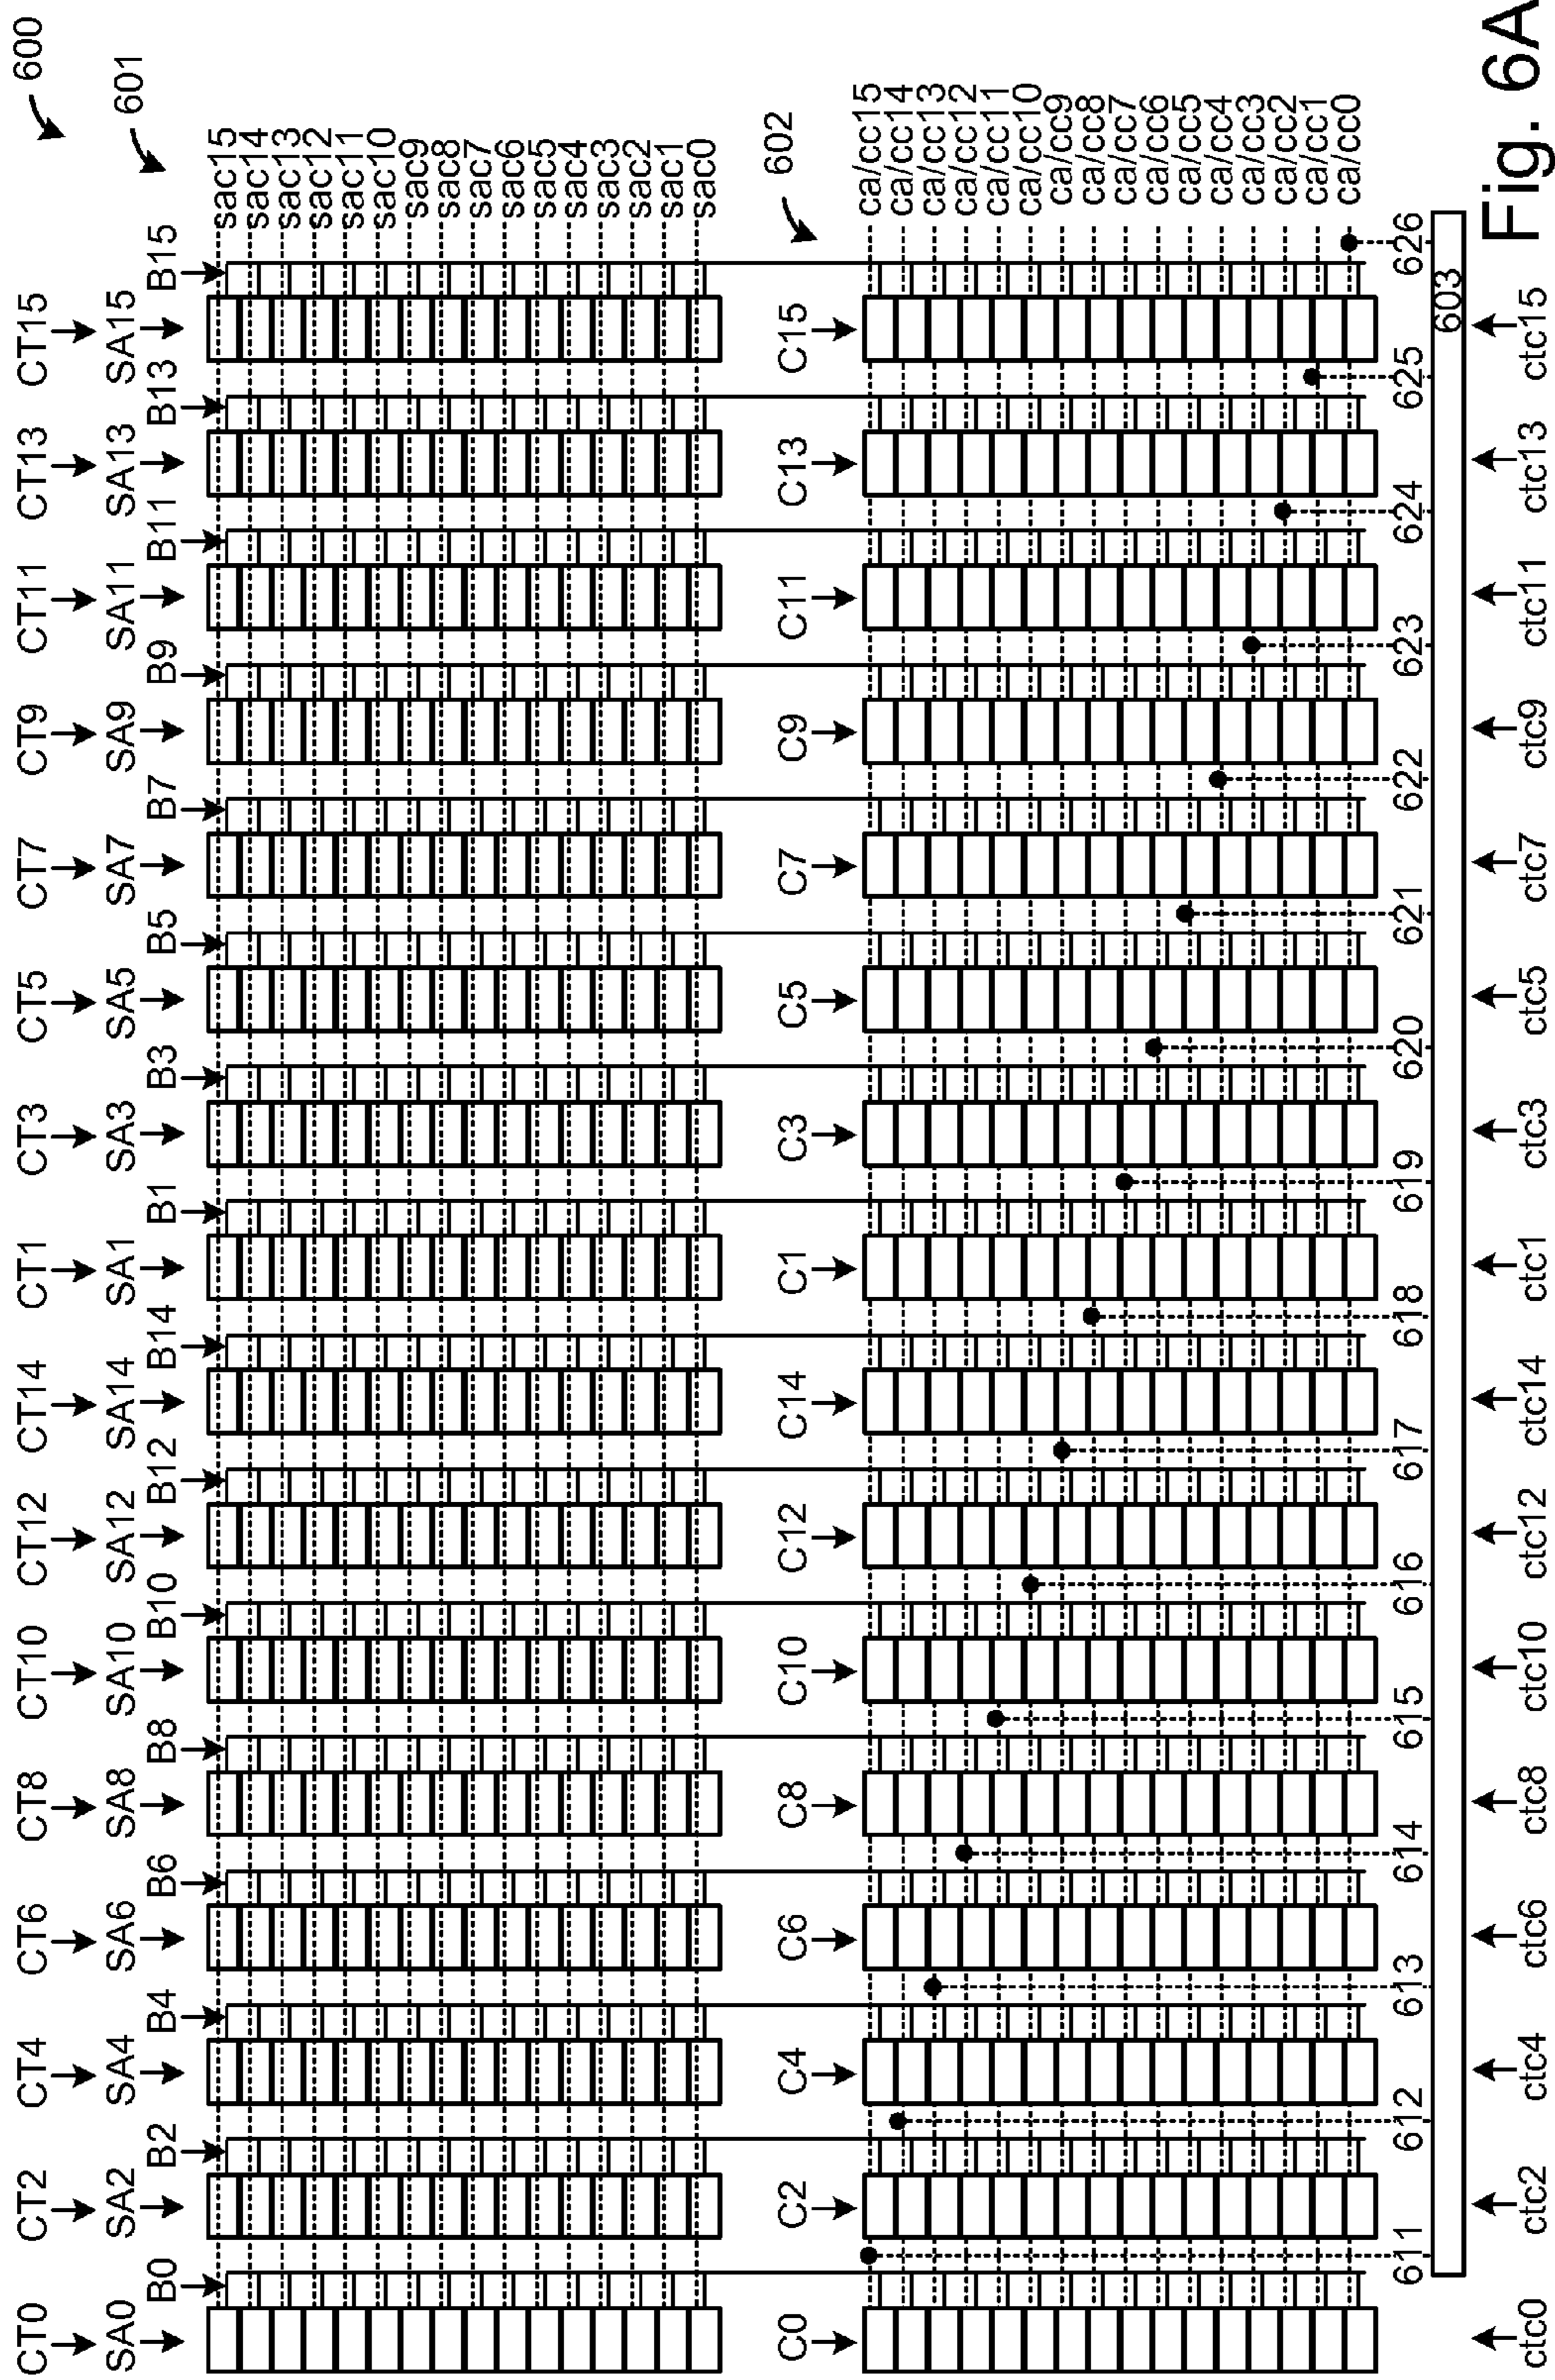 600
CT0 CT2 CT4 CT6 CT8 CT10 CT12 CT14 CT1 CT3 CT5 CT7 CT9 CT11 CT13 CT15
601
SA0 SA2 SA4 SA6 SA8 SA10 SA12 SA14 SA1 SA3 SA5 SA7 SA9 SA11 SA13 SA15
B0 B2 B4 B6 B8 B10 B12 B14 B1 B3 B5 B7 B9 B11 B13 B15
sac15
sac14
sac13
sac12
sac11
sac10
sac9
sac8
sac7
sac6
sac5
sac4
sac3
sac2
sac1
sac0
602
C0 C2 C4 C6 C8 C10 C12 C14 C1 C3 C5 C7 C9 C11 C13 C15
ca/cc15
ca/cc14
ca/cc13
ca/cc12
ca/cc11
ca/cc10
ca/cc9
ca/cc8
ca/cc7
ca/cc6
ca/cc5
ca/cc4
ca/cc3
ca/cc2
ca/cc1
ca/cc0
611 612 613 614 615 616 617 618 619 620 621 622 623 624 625 626
603
ctc0 ctc2 ctc4 ctc6 ctc8 ctc10 ctc12 ctc14 ctc1 ctc3 ctc5 ctc7 ctc9 ctc11 ctc13 ctc15
Fig. 6A